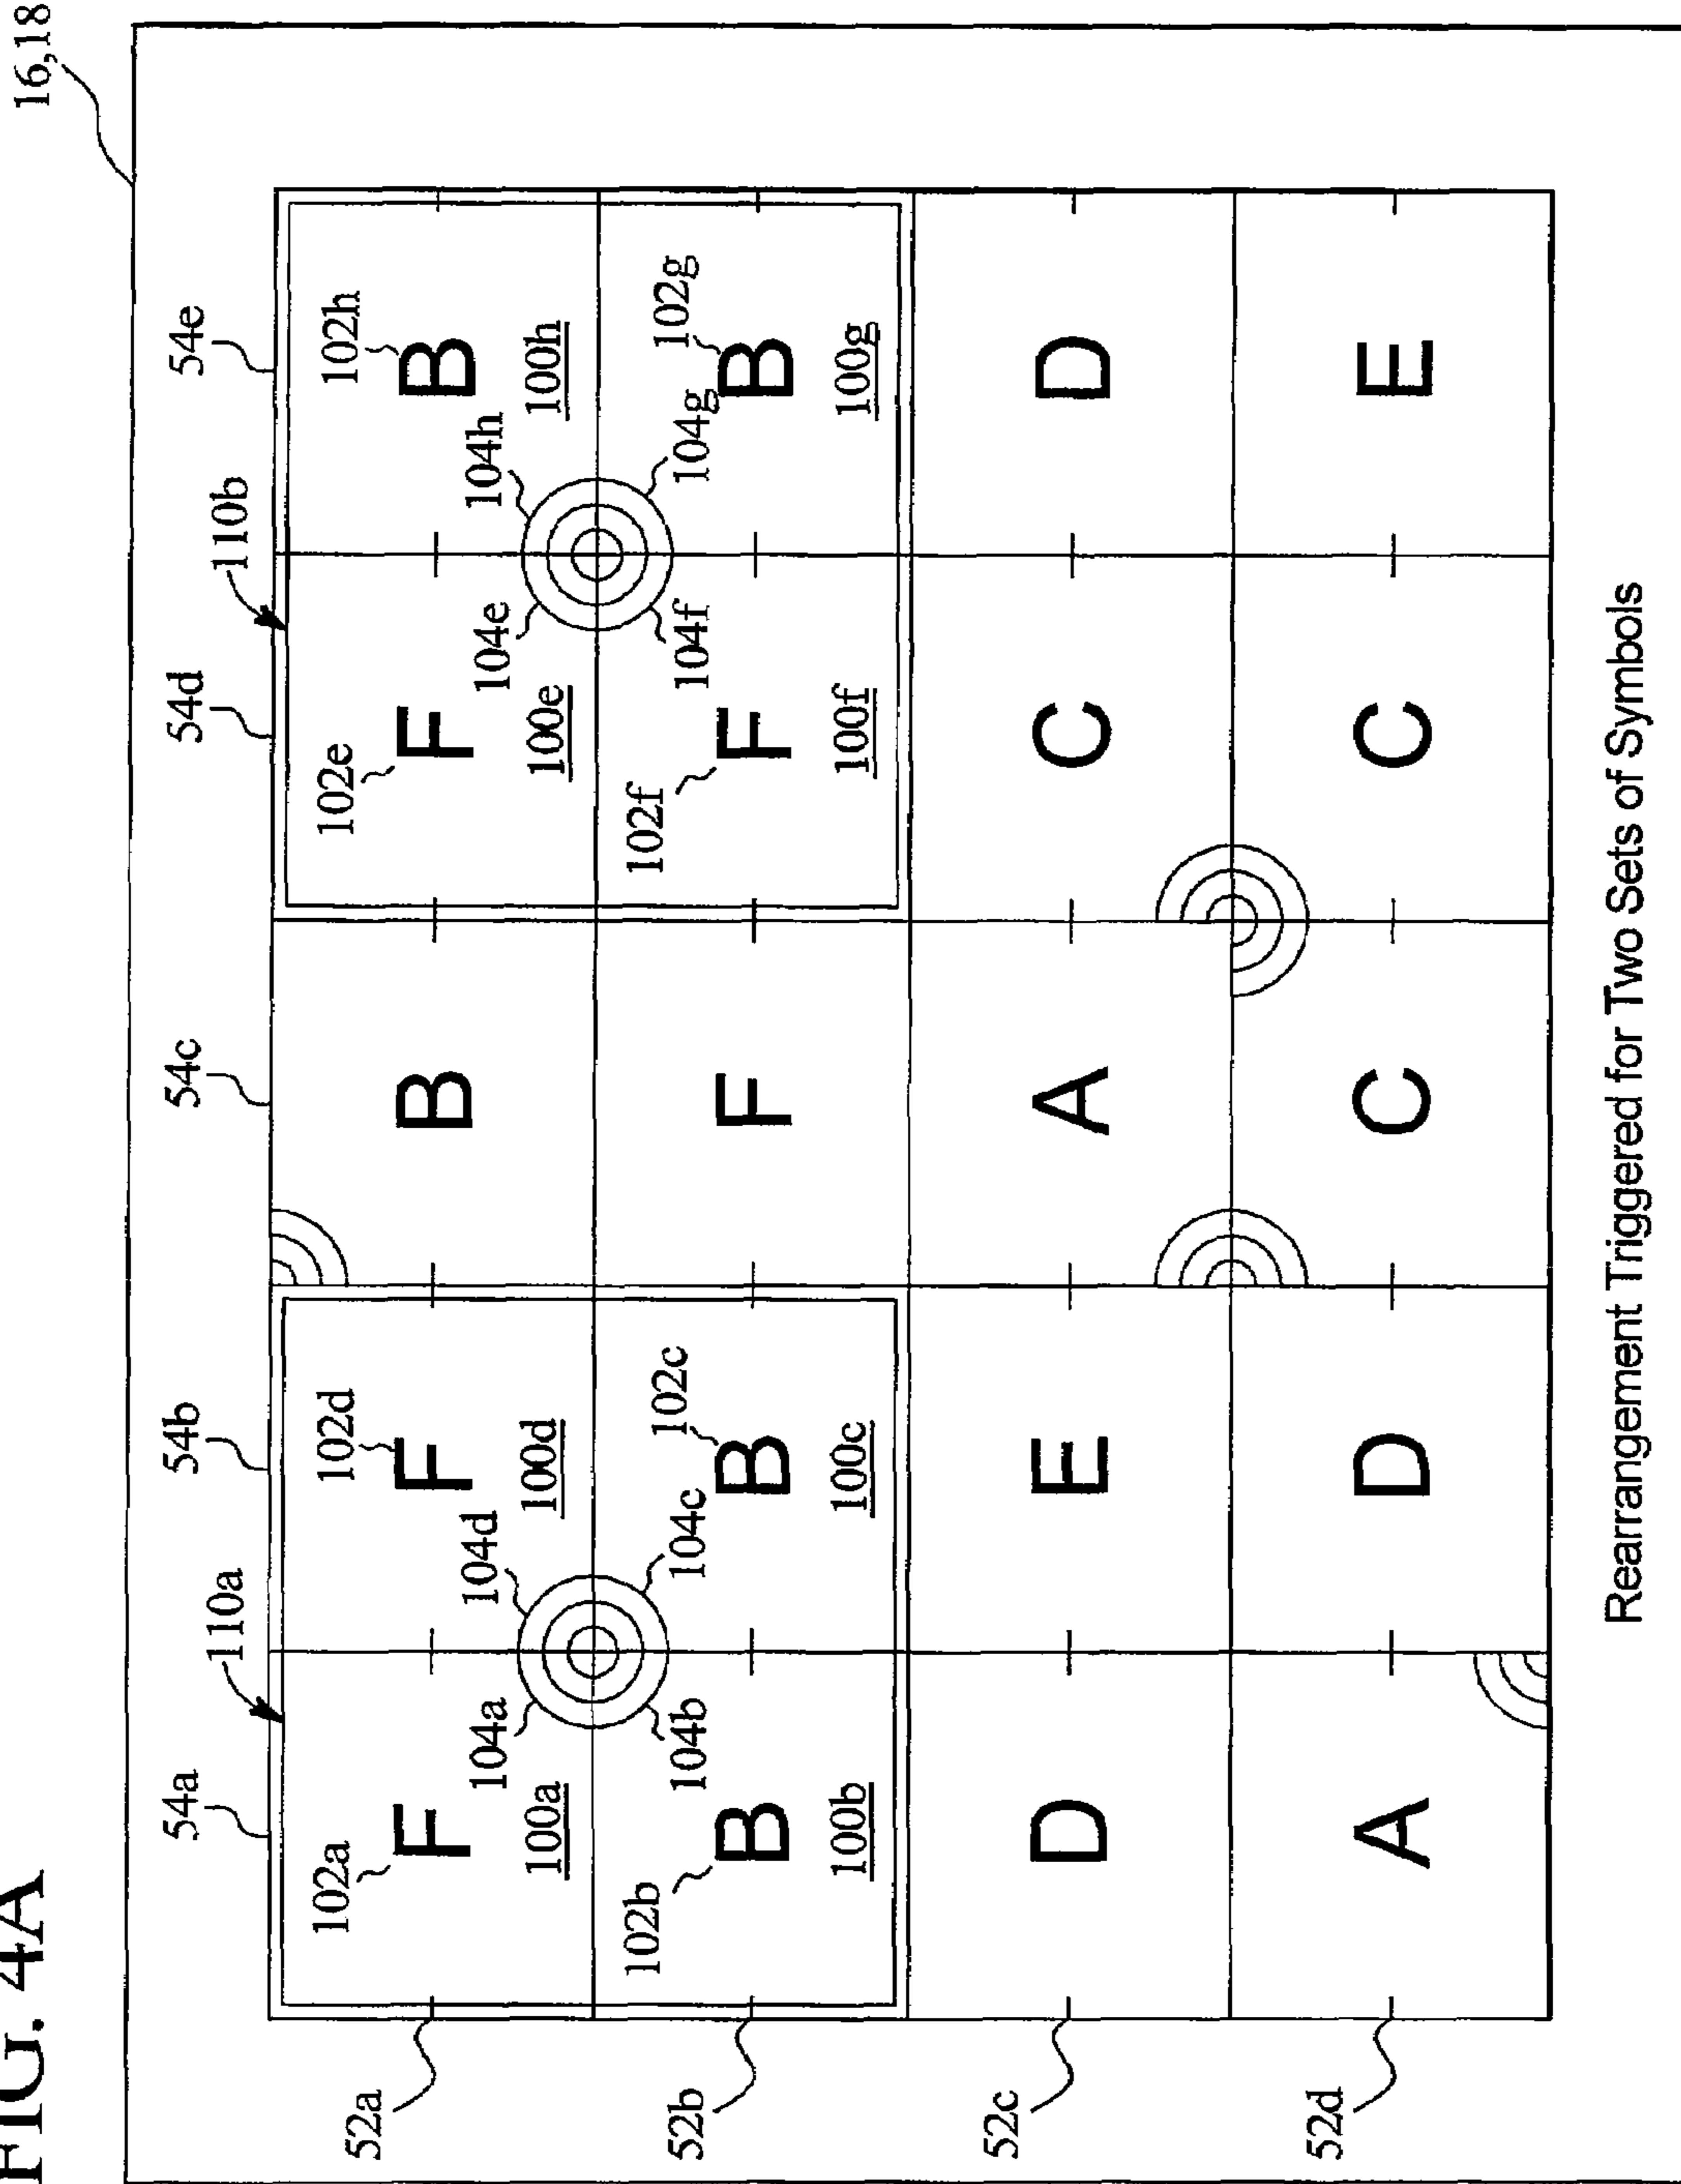 FIG. 4A
16,18
110a 110b
54a 54b 54c 54d 54e
102a 102d 102e 102h
52a F F B F B
104a 104d 104e 104h
100a 100d 100e 100h
102b 104b 104c 102c 102f 104f 104g 102g
52b B B F F B
100b 100c 100f 100g
52c D E A C D
52d A D C C E
Rearrangement Triggered for Two Sets of Symbols